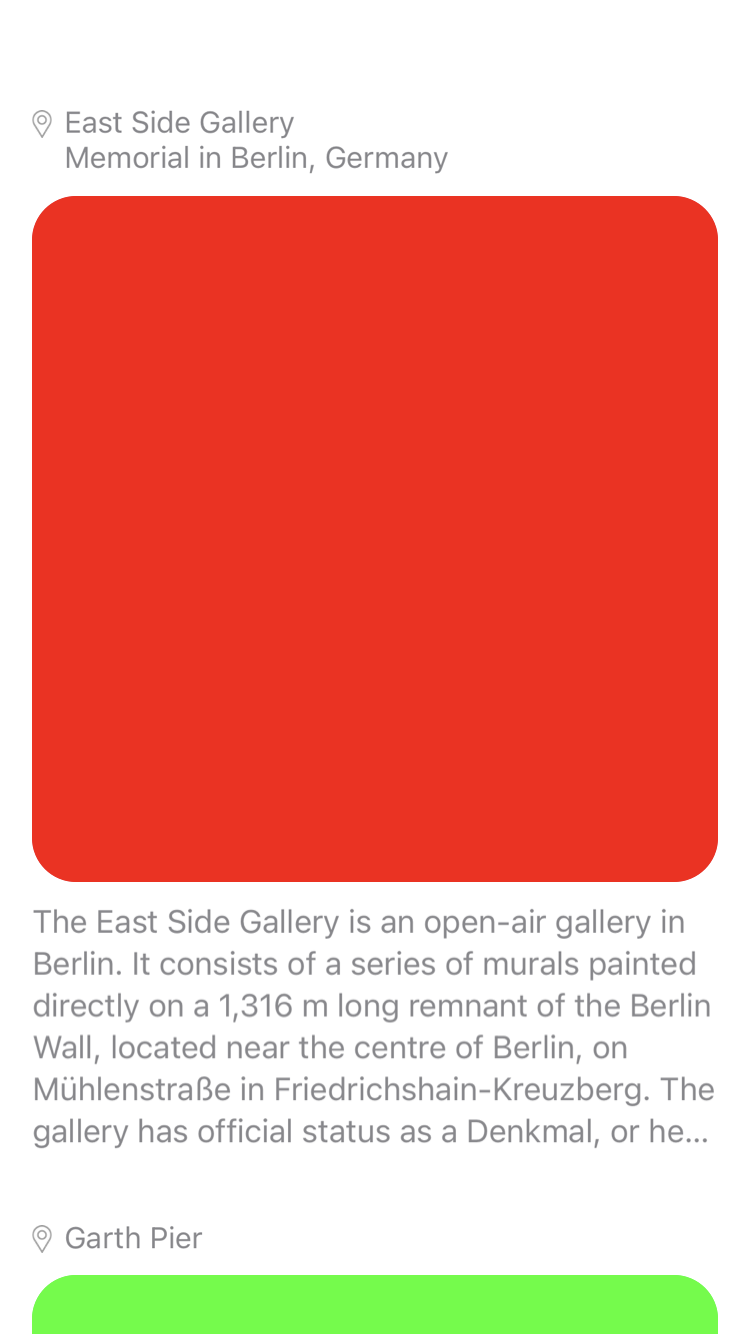 East Side Gallery
Memorial in Berlin, Germany
The East Side Gallery is an open-air gallery in
Berlin. It consists of a series of murals painted
directly on a 1,316 m long remnant of the Berlin
Wall, located near the centre of Berlin, on
Mühlenstraße in Friedrichshain-Kreuzberg. The
gallery has official status as a Denkmal, or he...
Garth Pier